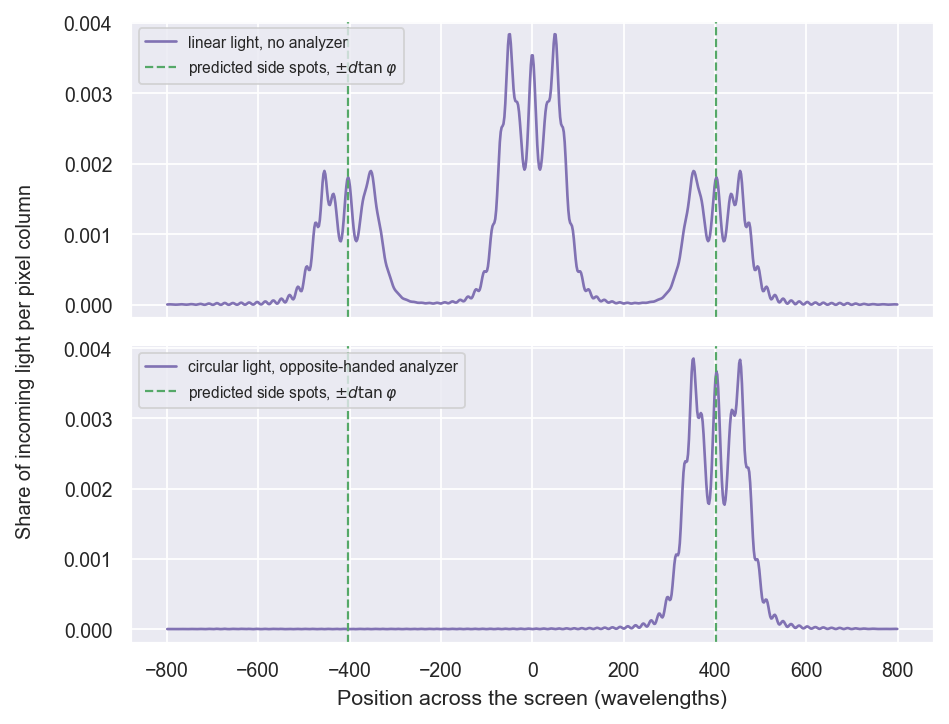 0.004
0.003
0.002
0.001
0.000
linear light, no analyzer
predicted side spots, ±d tan φ
0.004
0.003
0.002
0.001
0.000
circular light, opposite-handed analyzer
predicted side spots, ±d tan φ
Share of incoming light per pixel column
−800 −600 −400 −200 0 200 400 600 800
Position across the screen (wavelengths)